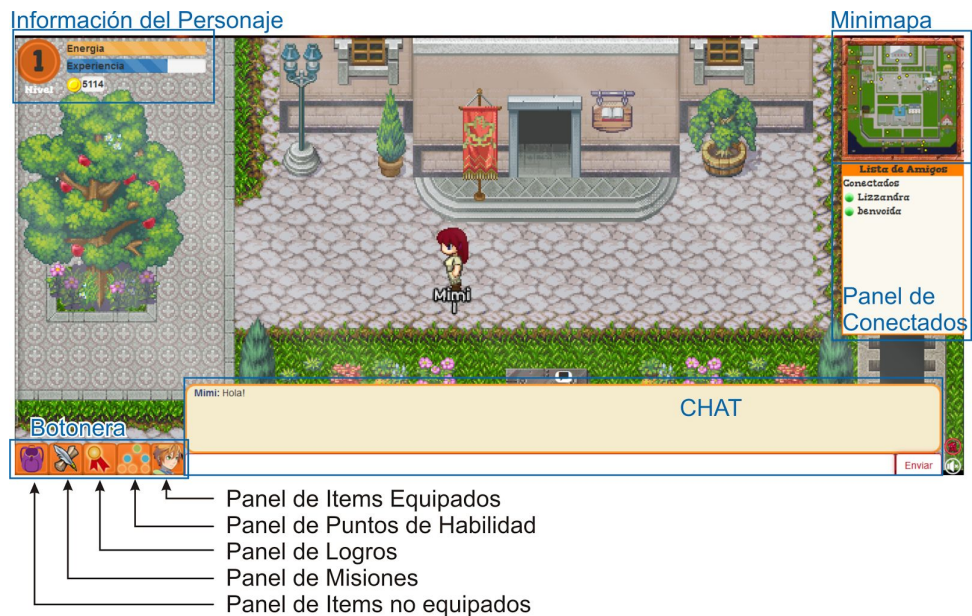 Información del Personaje
Minimapa
1
Energia
Experiencia
Nivel
5114
Lista de Amigos
Conectados
Lizzandra
benvoida
Panel de
Conectados
Mimi
I
Mimi: Hola!
CHAT
Enviar
Botonera
Panel de Items Equipados
Panel de Puntos de Habilidad
Panel de Logros
Panel de Misiones
Panel de Items no equipados